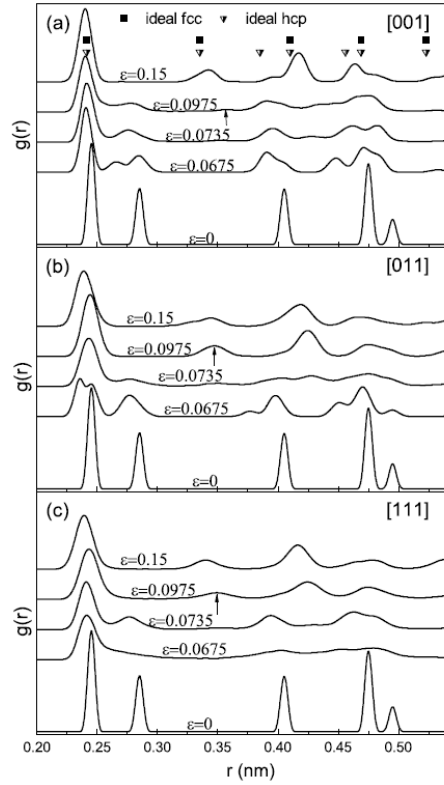 ■ ideal fcc ideal hcp [001]
ε=0.15
ε=0.0975
ε=0.0735
ε=0.0675
ε=0
(a)
g(r)
(b) [011]
ε=0.15
ε=0.0975
ε=0.0735
ε=0.0675
ε=0
g(r)
(c) [111]
ε=0.15
ε=0.0975
ε=0.0735
ε=0.0675
ε=0
g(r)
0.20 0.25 0.30 0.35 0.40 0.45 0.50
r (nm)